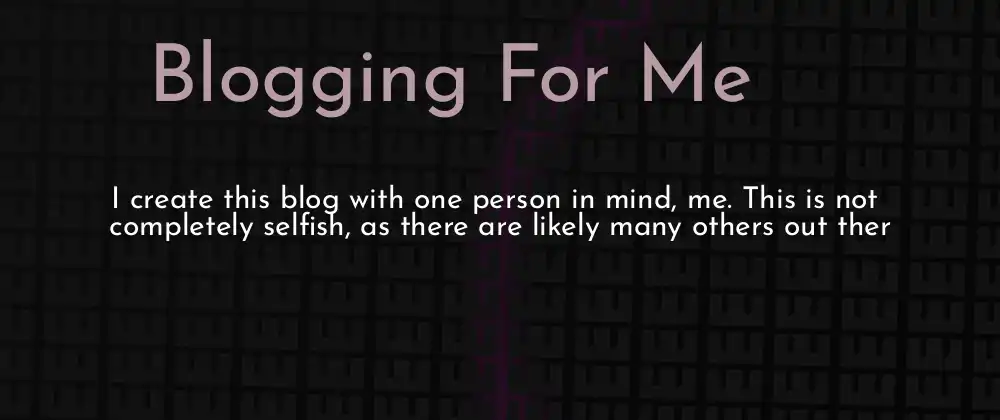 Blogging For Me
I create this blog with one person in mind, me. This is not
completely selfish, as there are likely many others out ther